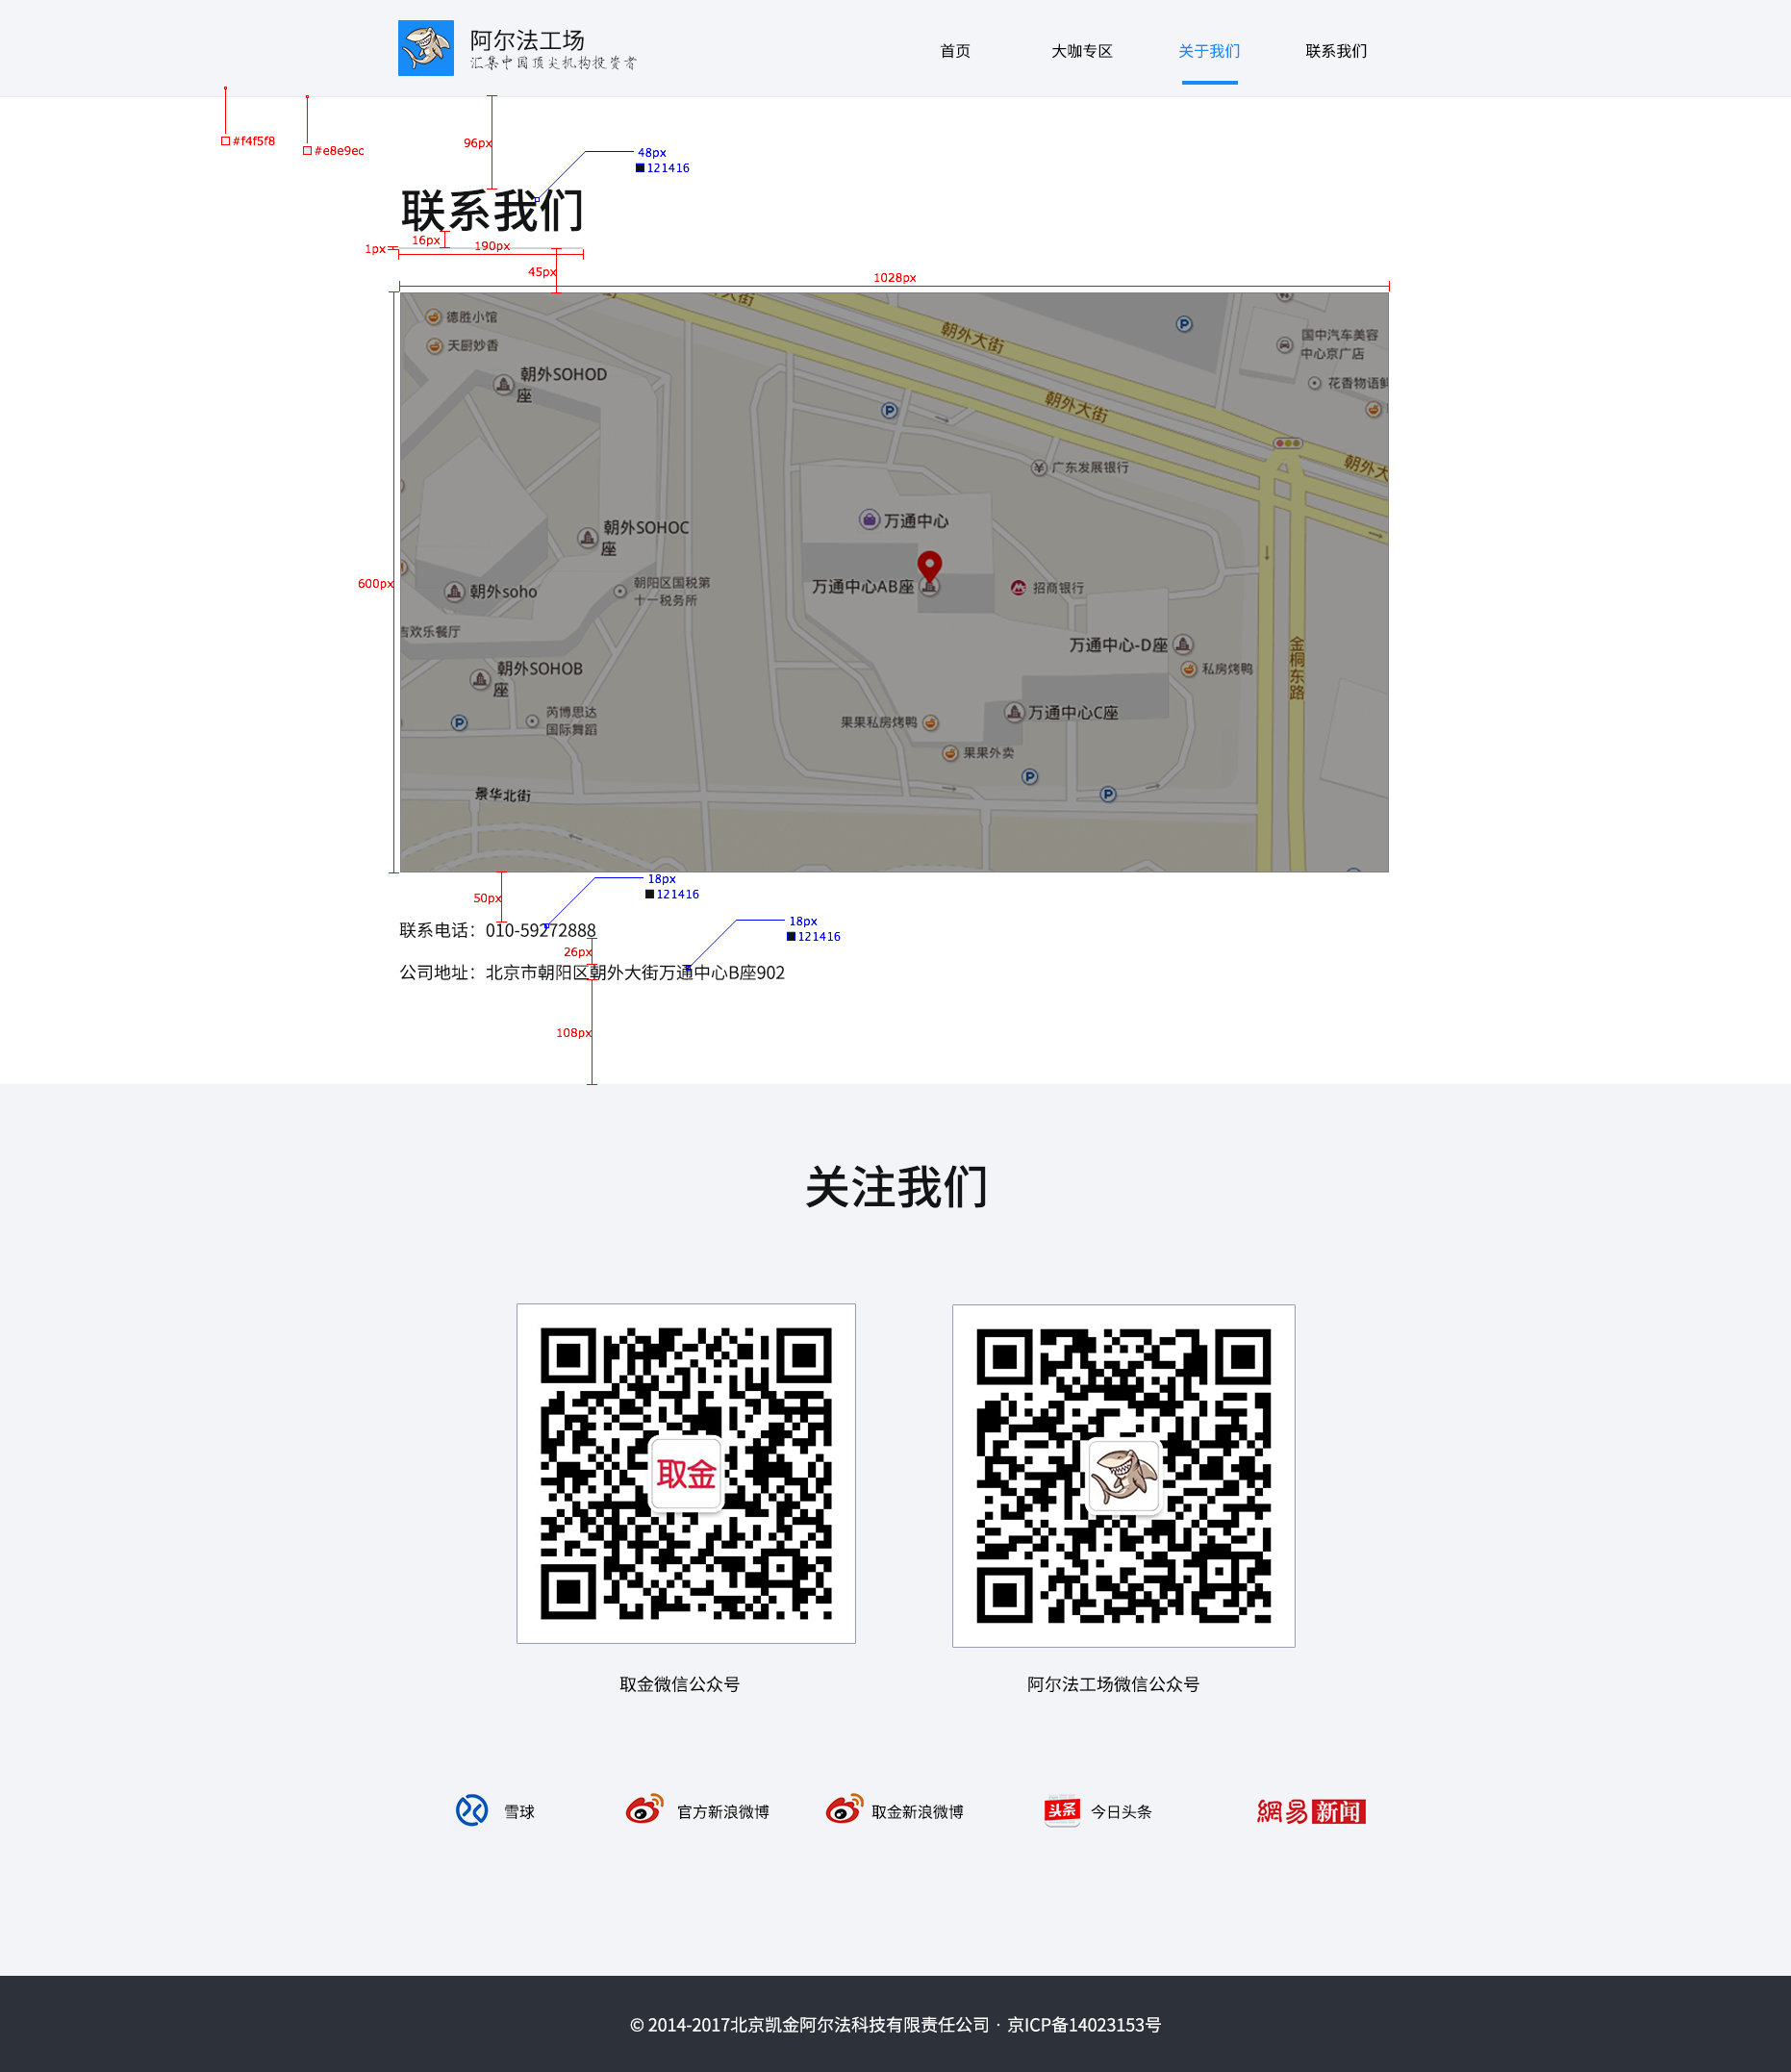 阿尔法工场
汇集中国顶尖机构投资者
首页
大咖专区
关于我们
联系我们
#f4f5f8
#e8e9ec
96px
48px
121416
联系我们
16px
1px
190px
45px
1028px
德胜小馆
天厨妙香
朝外SOHOD
座
朝外大街
朝外大街
国中汽车美容
中心京广店
花香物语鲜
朝外大街
朝外大
广东发展银行
万通中心
朝外SOHOC
座
600px
朝外soho
朝阳区国税第
十一税务所
万通中心AB座
招商银行
吉欢乐餐厅
万通中心-D座
私房烤鸭
金桐东路
朝外SOHOB
座
芮博思达
国际舞蹈
果果私房烤鸭
万通中心C座
果果外卖
景华北街
50px
18px
121416
联系电话：010-59272888
18px
121416
26px
公司地址：北京市朝阳区朝外大街万通中心B座902
108px
关注我们
取金
取金微信公众号
阿尔法工场微信公众号
雪球
官方新浪微博
取金新浪微博
头条
今日头条
網易新闻
© 2014-2017北京凯金阿尔法科技有限责任公司 · 京ICP备14023153号